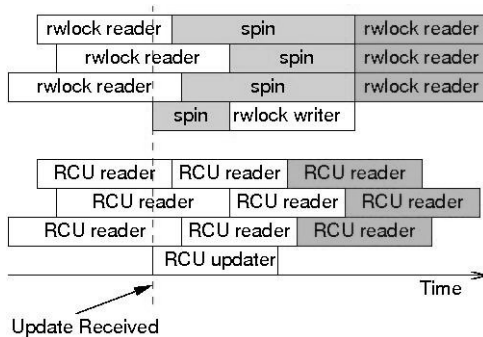 rwlock reader spin rwlock reader
rwlock reader spin rwlock reader
rwlock reader spin rwlock reader
spin rwlock writer
RCU reader RCU reader RCU reader
RCU reader RCU reader RCU reader
RCU reader RCU reader RCU reader
RCU updater
Time
Update Received